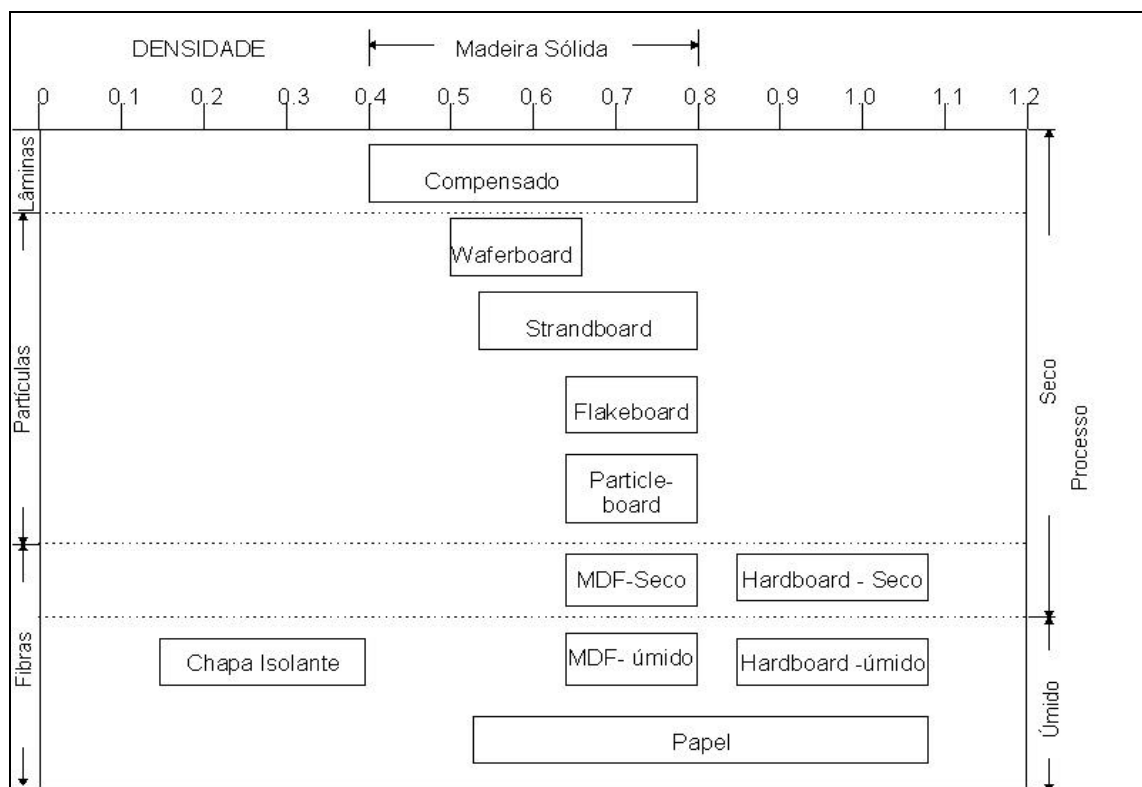 DENSIDADE
Madeira Sólida
0 0.1 0.2 0.3 0.4 0.5 0.6 0.7 0.8 0.9 1.0 1.1 1.2
Lâminas
Compensado
Waferboard
Strandboard
Partículas
Flakeboard
Particle-
board
Seco
Processo
MDF-Seco
Hardboard - Seco
Fibras
Chapa Isolante
MDF- úmido
Hardboard -úmido
Úmido
Papel